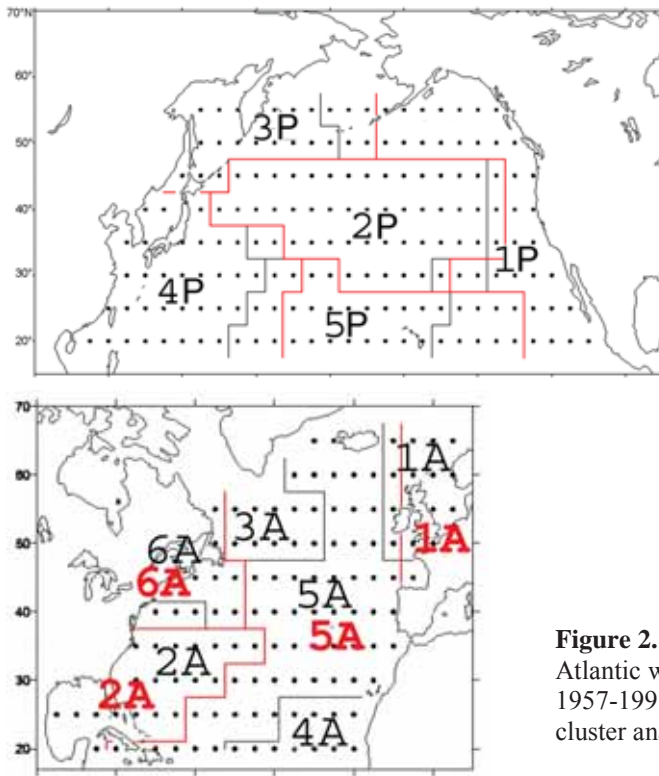 70°N
60°
50°
40°
30°
20°
3P
2P
1P
4P
5P
70
60
50
40
30
20
1A
3A
1A
6A
6A
5A
5A
2A
2A
4A
Figure 2.
Atlantic w
1957-199
cluster an